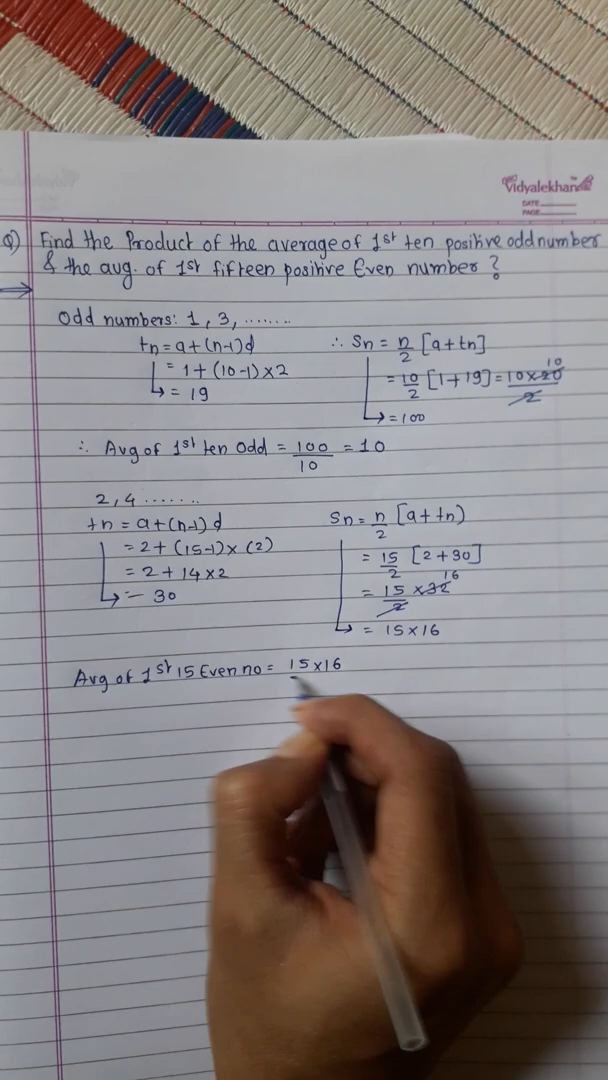 Vidyalekhan
DATE
PAGE
Q) Find the Product of the average of 1st ten positive odd number
& the avg. of 1st fifteen positive Even number ?
Odd numbers: 1, 3, ........
tn = a+(n-1)d
= 1+(10-1)×2
= 19
∴ Sn = n/2 [a+tn]
= 10/2 [1+19] = 10×20/2 10
= 100
∴ Avg of 1st ten Odd = 100/10 = 10
2, 4 .......
tn = a+(n-1)d
= 2+(15-1)×(2)
= 2+14×2
= 30
Sn = n/2 [a+tn)
= 15/2 [2+30]
= 15/2 ×32 16
= 15×16
Avg of 1st 15 Even no = 15×16